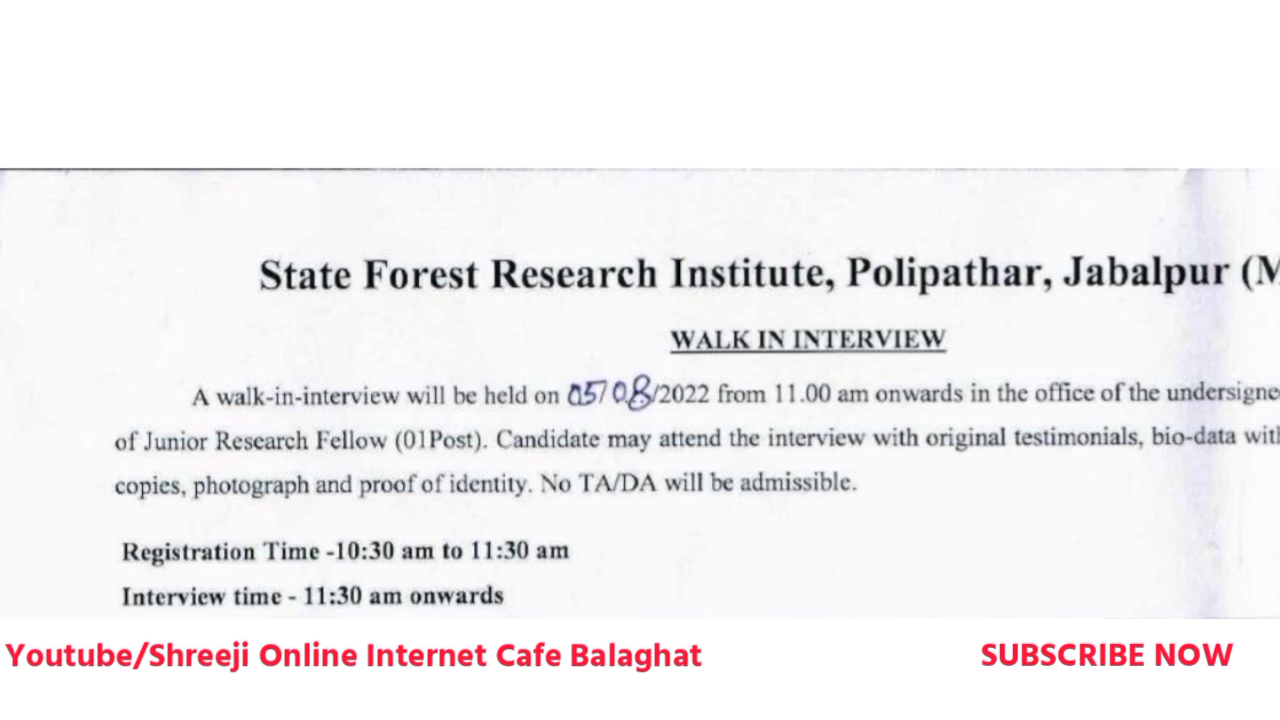 State Forest Research Institute, Polipathar, Jabalpur (M
WALK IN INTERVIEW
A walk-in-interview will be held on 05/08/2022 from 11.00 am onwards in the office of the undersigne
of Junior Research Fellow (01Post). Candidate may attend the interview with original testimonials, bio-data with
copies, photograph and proof of identity. No TA/DA will be admissible.
Registration Time -10:30 am to 11:30 am
Interview time - 11:30 am onwards
Youtube/Shreeji Online Internet Cafe Balaghat SUBSCRIBE NOW